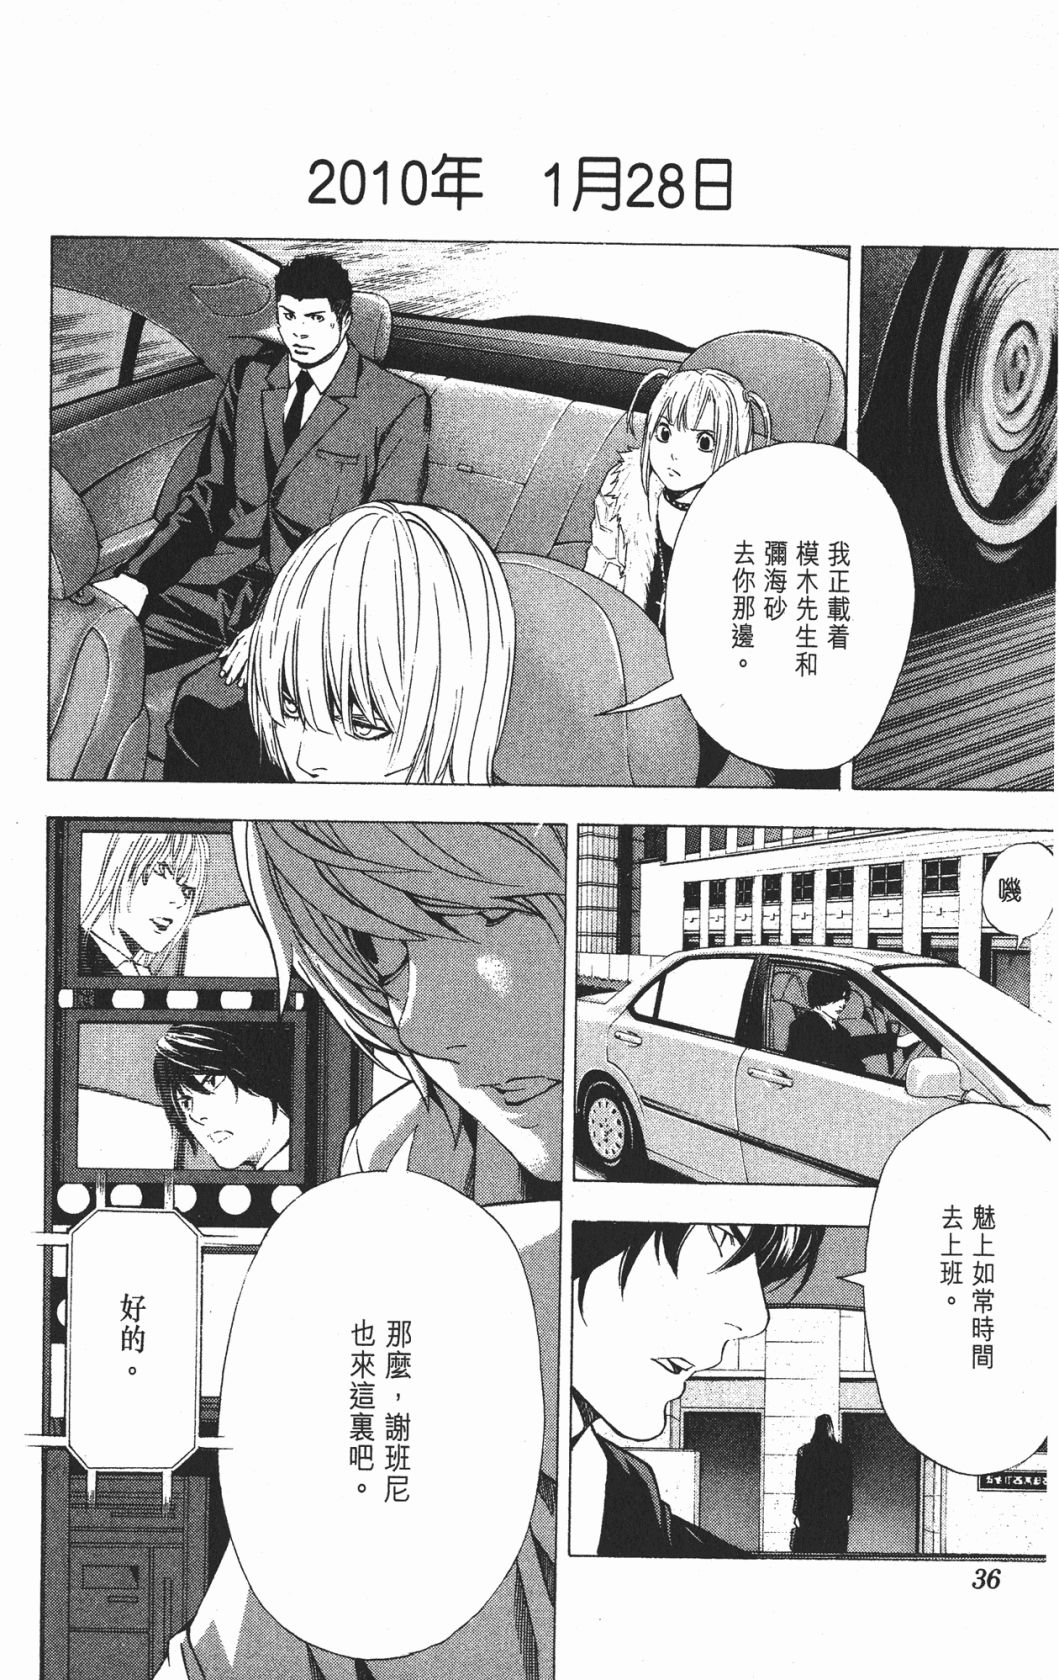 2010年　1月28日
我正載着
模木先生和
彌海砂
去你那邊。
嘰
魅上如常時間
去上班。
那麼，謝班尼
也來這裏吧。
好的。
36